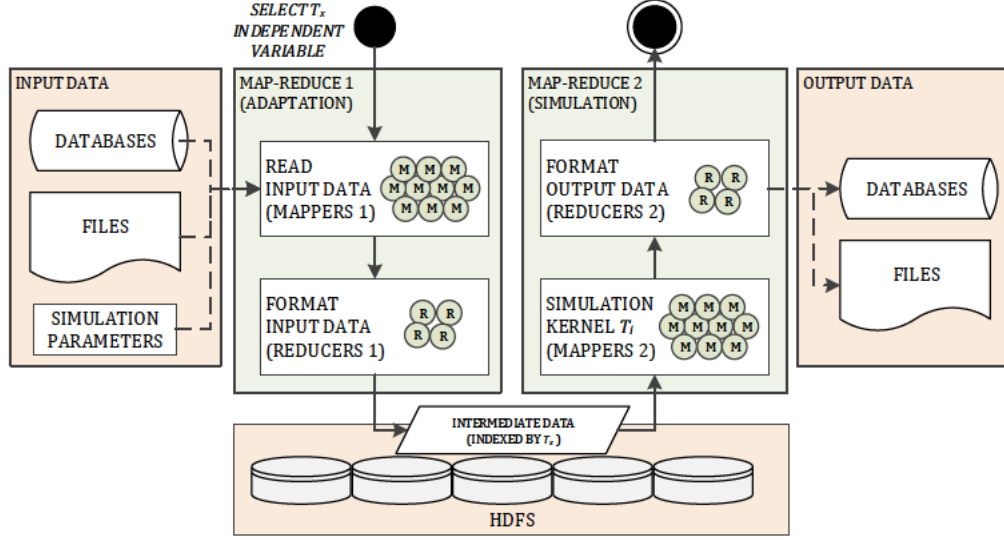 SELECT Tₓ
INDEPENDENT
VARIABLE
INPUT DATA
DATABASES
FILES
SIMULATION
PARAMETERS
MAP-REDUCE 1
(ADAPTATION)
READ
INPUT DATA
(MAPPERS 1)
M M M
M M M M
M M M
FORMAT
INPUT DATA
(REDUCERS 1)
R R
R R
MAP-REDUCE 2
(SIMULATION)
FORMAT
OUTPUT DATA
(REDUCERS 2)
R R
R R
SIMULATION
KERNEL Tᵢ
(MAPPERS 2)
M M M
M M M M
M M M
OUTPUT DATA
DATABASES
FILES
INTERMEDIATE DATA
(INDEXED BY Tₓ)
HDFS